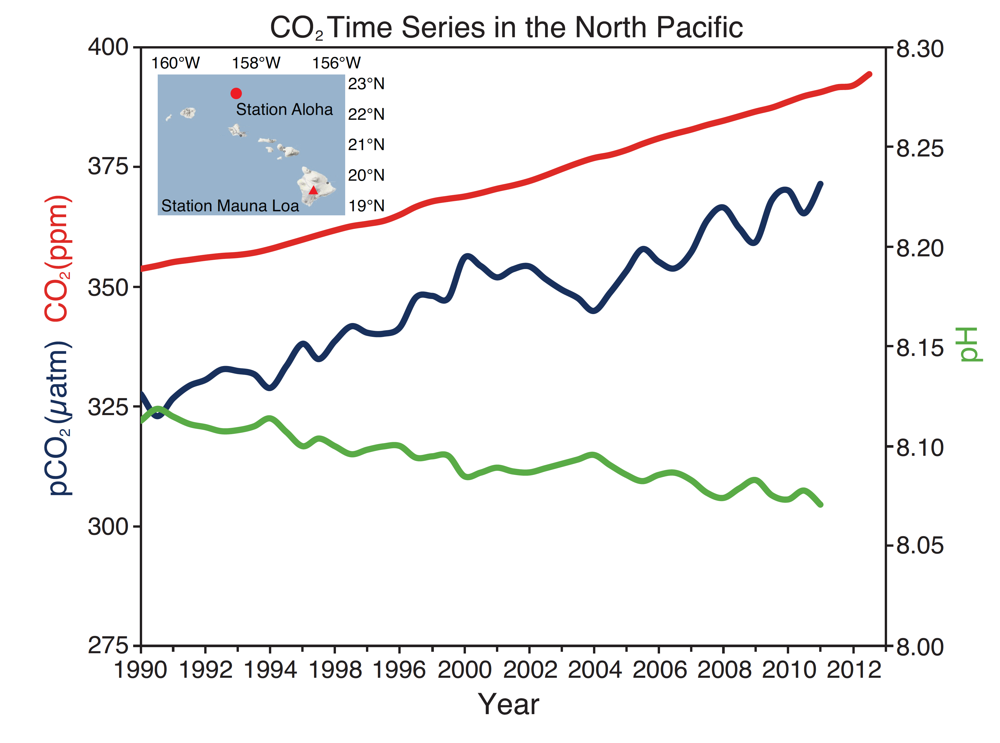 CO₂ Time Series in the North Pacific
400
375
350
325
300
275
CO₂ (ppm)
pCO₂ (µatm)
160°W 158°W 156°W
23°N
22°N
21°N
20°N
19°N
Station Aloha
Station Mauna Loa
8.30
8.25
8.20
8.15
8.10
8.05
8.00
pH
1990 1992 1994 1998 1996 2000 2002 2004 2006 2008 2010 2012
Year